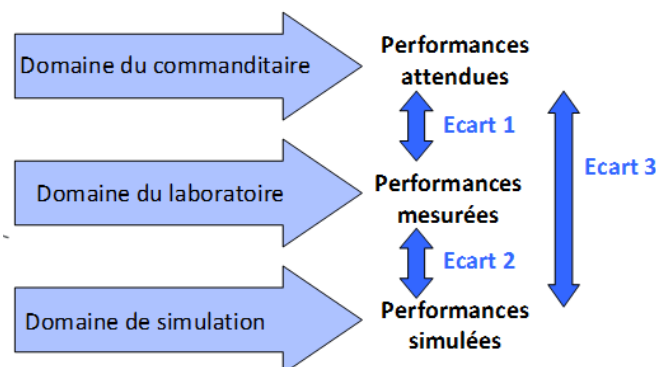 Domaine du commanditaire
Performances
attendues
Ecart 1
Ecart 3
Domaine du laboratoire
Performances
mesurées
Ecart 2
Domaine de simulation
Performances
simulées